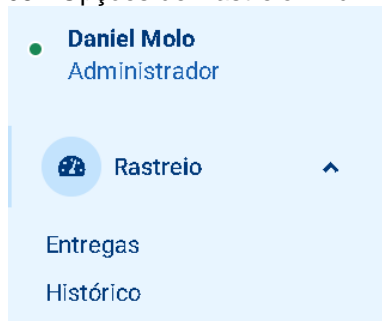 Daniel Molo
Administrador
Rastreio
Entregas
Histórico